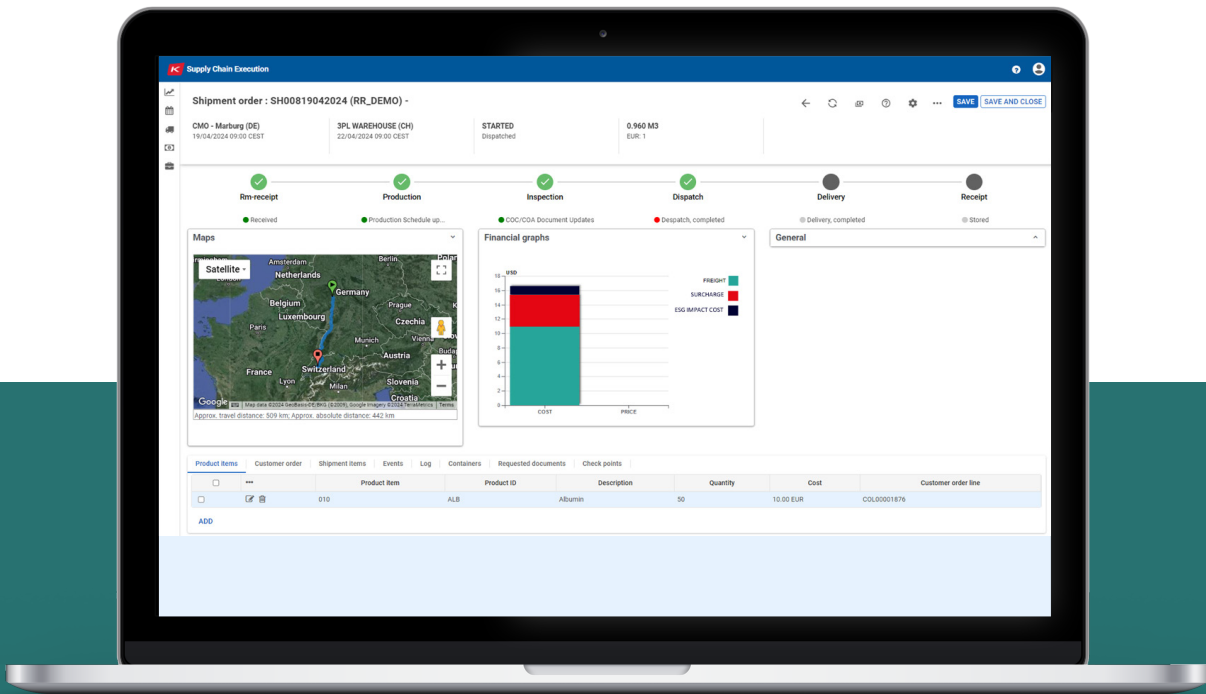 Supply Chain Execution
Shipment order : SH00819042024 (RR_DEMO) -
SAVE
SAVE AND CLOSE
CMO - Marburg (DE)
19/04/2024 09:00 CEST
3PL WAREHOUSE (CH)
22/04/2024 09:00 CEST
STARTED
Dispatched
0.960 M3
EUR: 1
Rm-receipt
Production
Inspection
Dispatch
Delivery
Receipt
Received
Production Schedule up...
COC/COA Document Updates
Despatch, completed
Delivery, completed
Stored
Maps
Satellite
Amsterdam
Berlin
Netherlands
Germany
Belgium
Prague
Luxembourg
Paris
Czechia
Munich
Vienna
Austria
France
Switzerland
Lyon
Milan
Slovenia
Croatia
Google
Terms
Approx. travel distance: 509 km; Approx. absolute distance: 442 km
Financial graphs
USD
18
16
14
12
10
8
6
4
2
0
COST
PRICE
FREIGHT
SURCHARGE
ESG IMPACT COST
General
Product items
Customer order
Shipment items
Events
Log
Containers
Requested documents
Check points
Product item
Product ID
Description
Quantity
Cost
Customer order line
010
ALB
Albumin
50
10.00 EUR
COL00001876
ADD